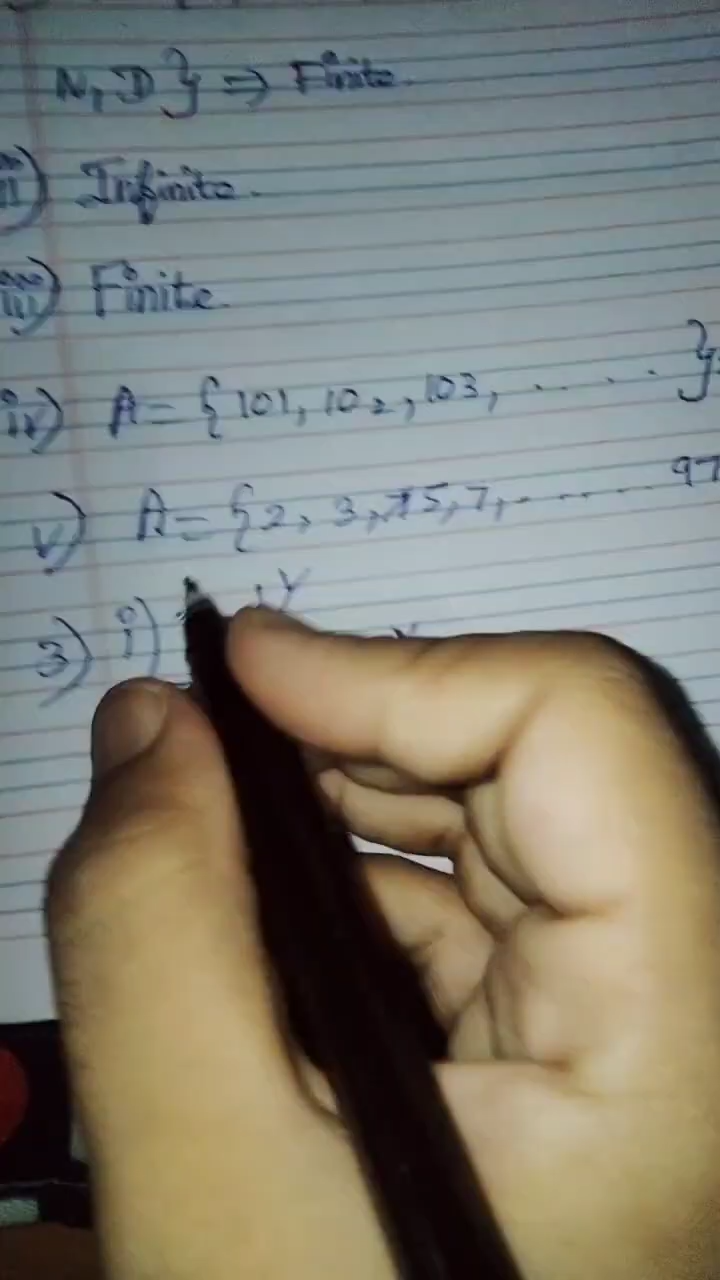 N, D } ⇒ Finite.
ii) Infinite.
iii) Finite.
iv) A = { 101, 102, 103, ...... }
v) A = { 2, 3, 5, 7, ...... 97
3) i)